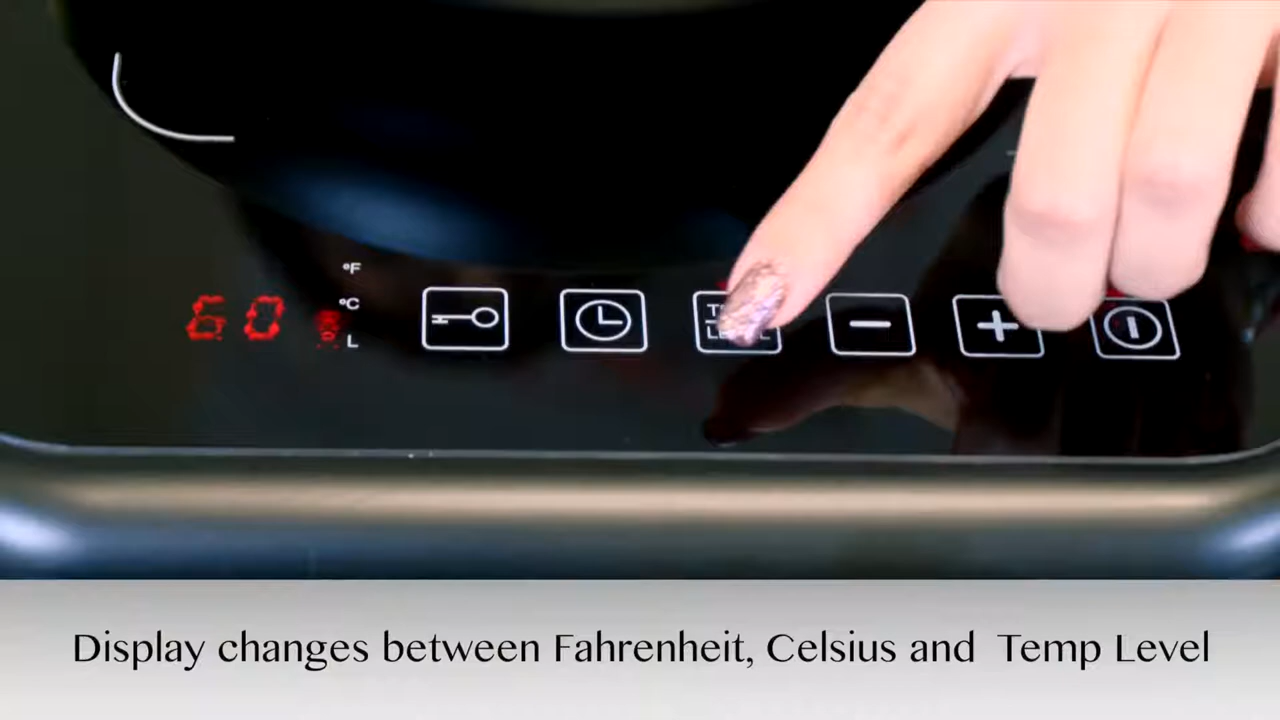 °F
60 °C
L
Display changes between Fahrenheit, Celsius and Temp Level